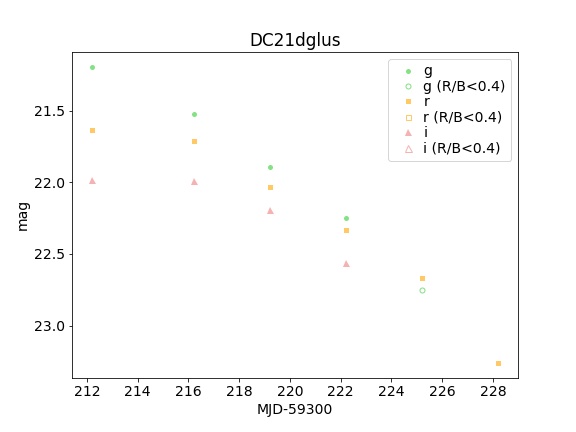 DC21dglus
g
g (R/B<0.4)
r
r (R/B<0.4)
i
i (R/B<0.4)
21.5
22.0
22.5
23.0
mag
212 214 216 218 220 222 224 226 228
MJD-59300